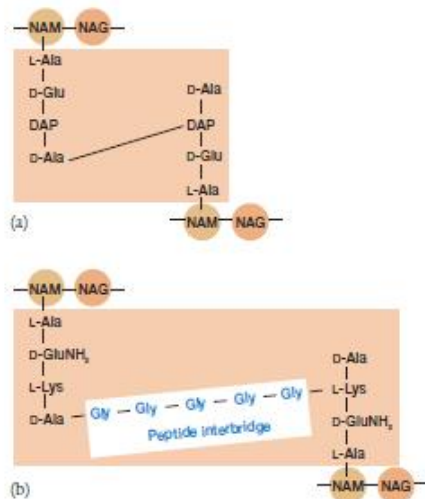 NAM NAG
L-Ala
D-Glu
DAP
D-Ala
D-Ala
DAP
D-Glu
L-Ala
NAM NAG
(a)
NAM NAG
L-Ala
D-GluNH₂
L-Lys
D-Ala
Gly Gly Gly Gly Gly
Peptide interbridge
D-Ala
L-Lys
D-GluNH₂
L-Ala
NAM NAG
(b)